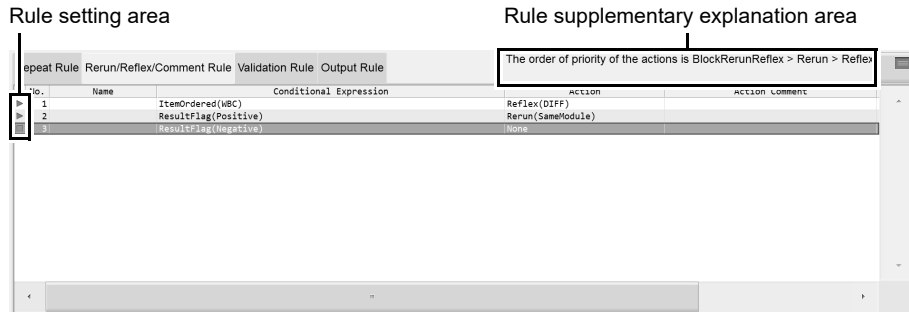 Rule setting area
Rule supplementary explanation area
epeat Rule Rerun/Reflex/Comment Rule Validation Rule Output Rule
The order of priority of the actions is BlockRerunReflex > Rerun > Reflex
No. Name Conditional Expression Action Action Comment
1 ItemOrdered(WBC) Reflex(DIFF)
2 ResultFlag(Positive) Rerun(SameModule)
3 ResultFlag(Negative) None